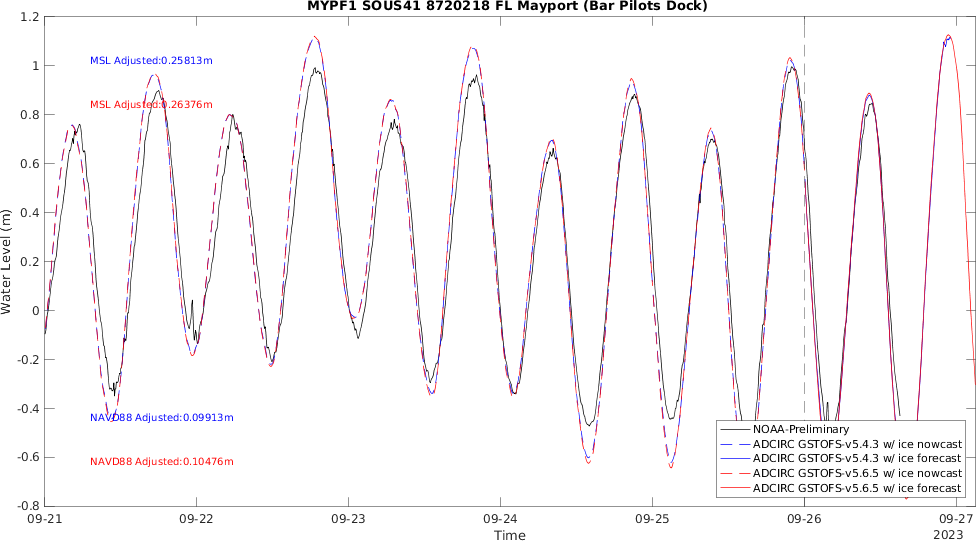 MYPF1 SOUS41 8720218 FL Mayport (Bar Pilots Dock)
1.2
1
0.8
0.6
0.4
0.2
0
-0.2
-0.4
-0.6
-0.8
Water Level (m)
MSL Adjusted:0.25813m
MSL Adjusted:0.26376m
NAVD88 Adjusted:0.09913m
NAVD88 Adjusted:0.10476m
NOAA-Preliminary
ADCIRC GSTOFS-v5.4.3 w/ ice nowcast
ADCIRC GSTOFS-v5.4.3 w/ ice forecast
ADCIRC GSTOFS-v5.6.5 w/ ice nowcast
ADCIRC GSTOFS-v5.6.5 w/ ice forecast
09-21 09-22 09-23 09-24 09-25 09-26 09-27
Time
2023